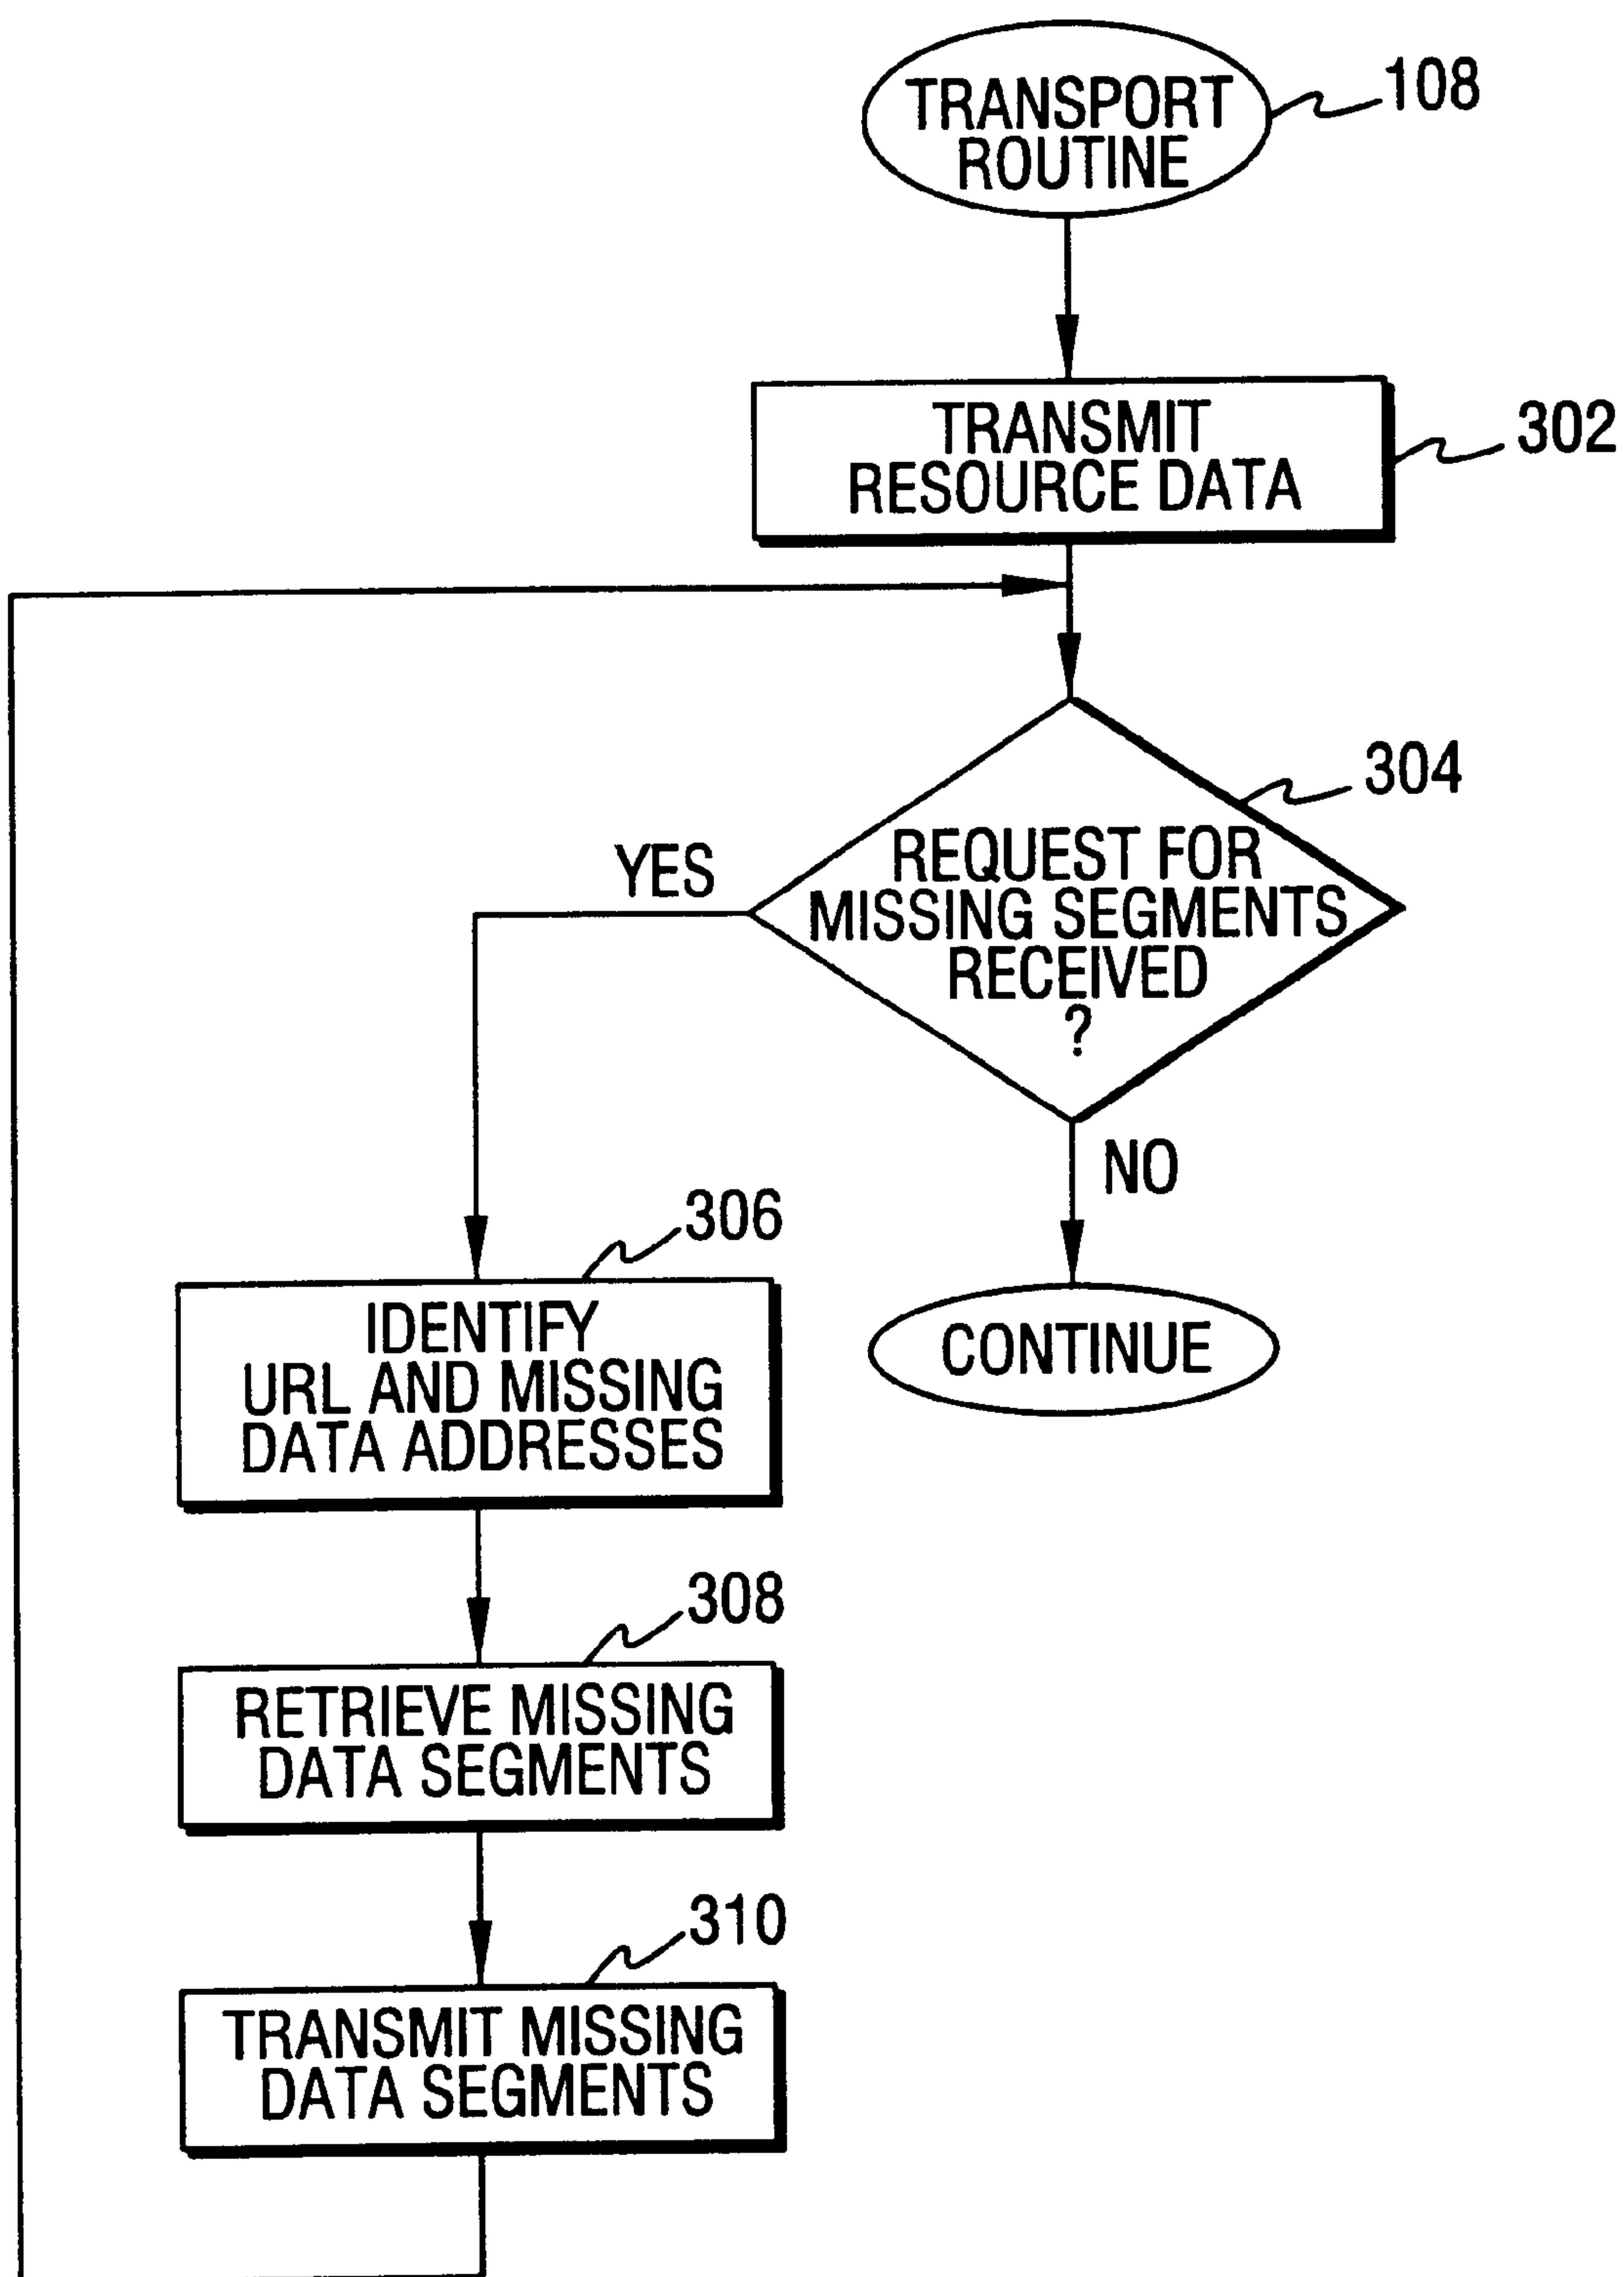 TRANSPORT
ROUTINE
108
TRANSMIT
RESOURCE DATA
302
304
REQUEST FOR
MISSING SEGMENTS
RECEIVED
?
YES
NO
306
IDENTIFY
URL AND MISSING
DATA ADDRESSES
CONTINUE
308
RETRIEVE MISSING
DATA SEGMENTS
310
TRANSMIT MISSING
DATA SEGMENTS